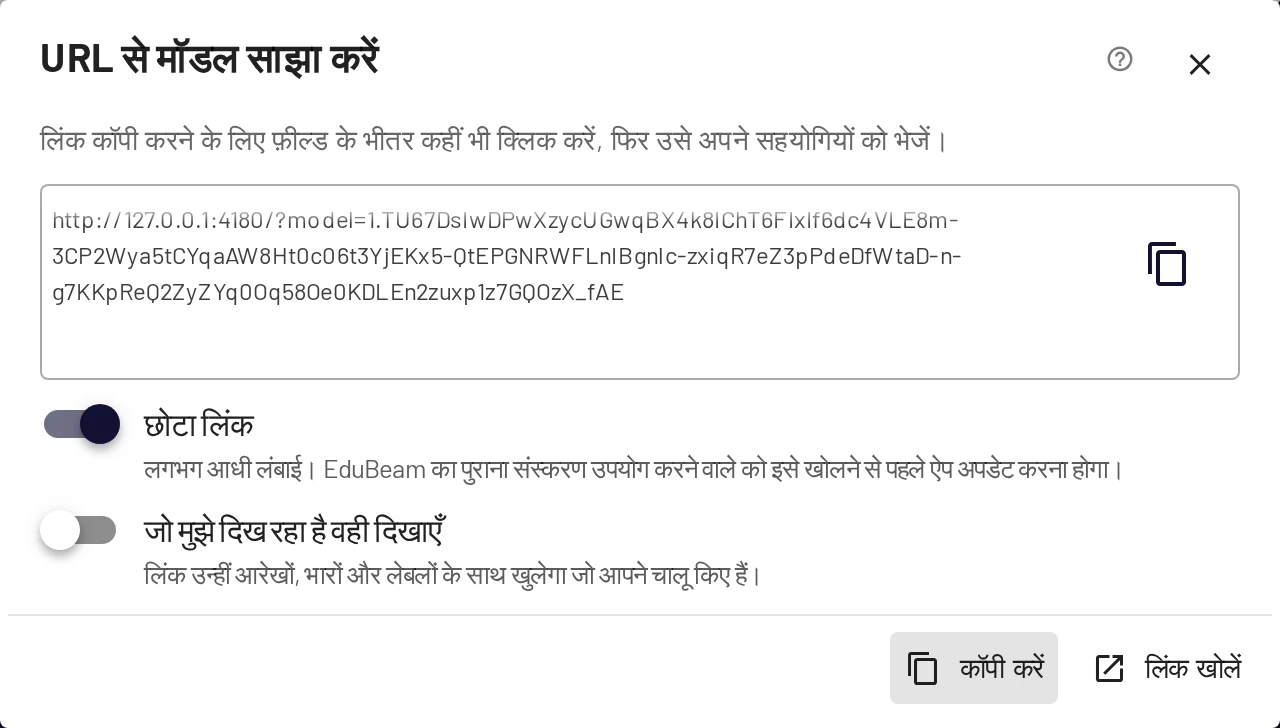 URL से मॉडल साझा करें
लिंक कॉपी करने के लिए फ़ील्ड के भीतर कहीं भी क्लिक करें, फिर उसे अपने सहयोगियों को भेजें।
http://127.0.0.1:4180/?model=1.TU67DsIwDPwXzycUGwqBX4k8IChT6FIxIf6dc4VLE8m-
3CP2Wya5tCYqaAW8Ht0c06t3YjEKx5-QtEPGNRWFLnIBgnIc-zxiqR7eZ3pPdeDfWtaD-n-
g7KKpReQ2ZyZYq0Oq58Oe0KDLEn2zuxp1z7GQOzX_fAE
छोटा लिंक
लगभग आधी लंबाई। EduBeam का पुराना संस्करण उपयोग करने वाले को इसे खोलने से पहले ऐप अपडेट करना होगा।
जो मुझे दिख रहा है वही दिखाएँ
लिंक उन्हीं आरेखों, भारों और लेबलों के साथ खुलेगा जो आपने चालू किए हैं।
कॉपी करें
लिंक खोलें